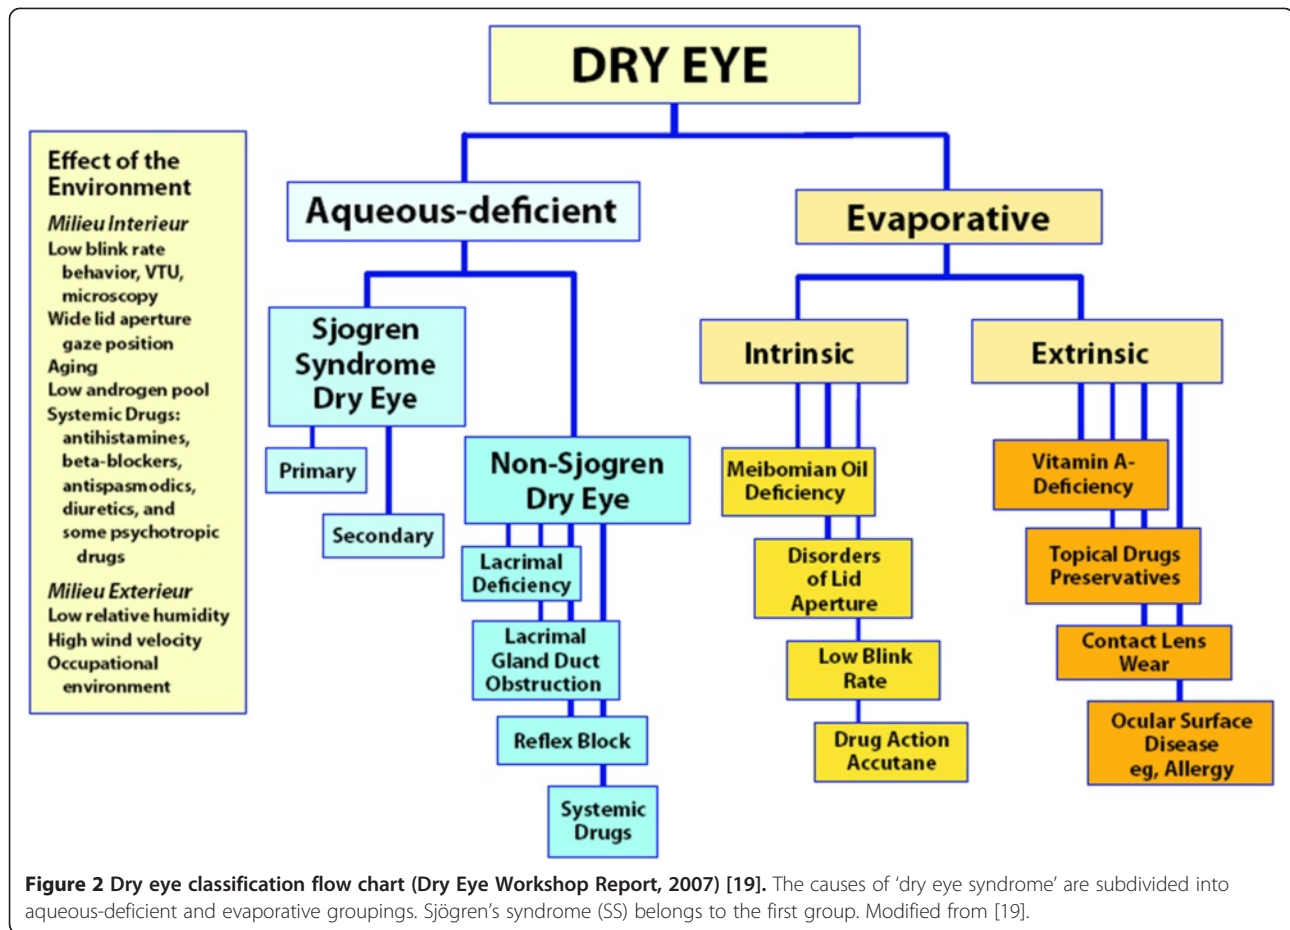 DRY EYE
Effect of the
Environment
Milieu Interieur
Low blink rate
behavior, VTU,
microscopy
Wide lid aperture
gaze position
Aging
Low androgen pool
Systemic Drugs:
antihistamines,
beta-blockers,
antispasmodics,
diuretics, and
some psychotropic
drugs
Milieu Exterieur
Low relative humidity
High wind velocity
Occupational
environment
Aqueous-deficient
Sjogren
Syndrome
Dry Eye
Primary
Secondary
Non-Sjogren
Dry Eye
Lacrimal
Deficiency
Lacrimal
Gland Duct
Obstruction
Reflex Block
Systemic
Drugs
Evaporative
Intrinsic
Meibomian Oil
Deficiency
Disorders
of Lid
Aperture
Low Blink
Rate
Drug Action
Accutane
Extrinsic
Vitamin A-
Deficiency
Topical Drugs
Preservatives
Contact Lens
Wear
Ocular Surface
Disease
eg, Allergy
Figure 2 Dry eye classification flow chart (Dry Eye Workshop Report, 2007) [19]. The causes of ‘dry eye syndrome’ are subdivided into
aqueous-deficient and evaporative groupings. Sjögren’s syndrome (SS) belongs to the first group. Modified from [19].